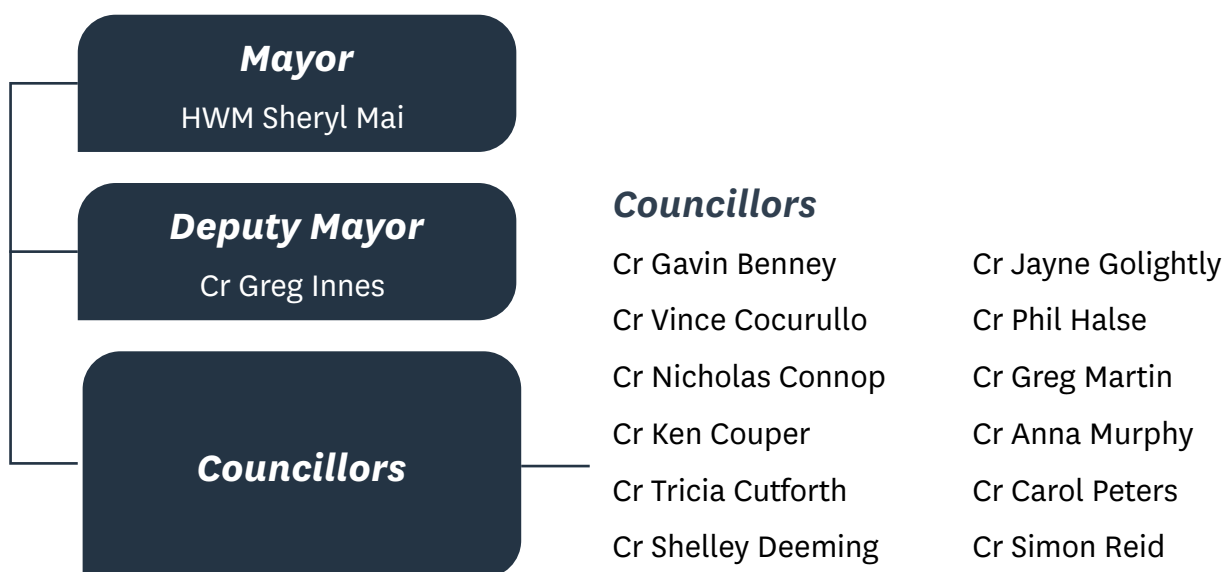 Mayor
HWM Sheryl Mai
Deputy Mayor
Cr Greg Innes
Councillors
Councillors
Cr Gavin Benney
Cr Vince Cocurullo
Cr Nicholas Connop
Cr Ken Couper
Cr Tricia Cutforth
Cr Shelley Deeming
Cr Jayne Golightly
Cr Phil Halse
Cr Greg Martin
Cr Anna Murphy
Cr Carol Peters
Cr Simon Reid